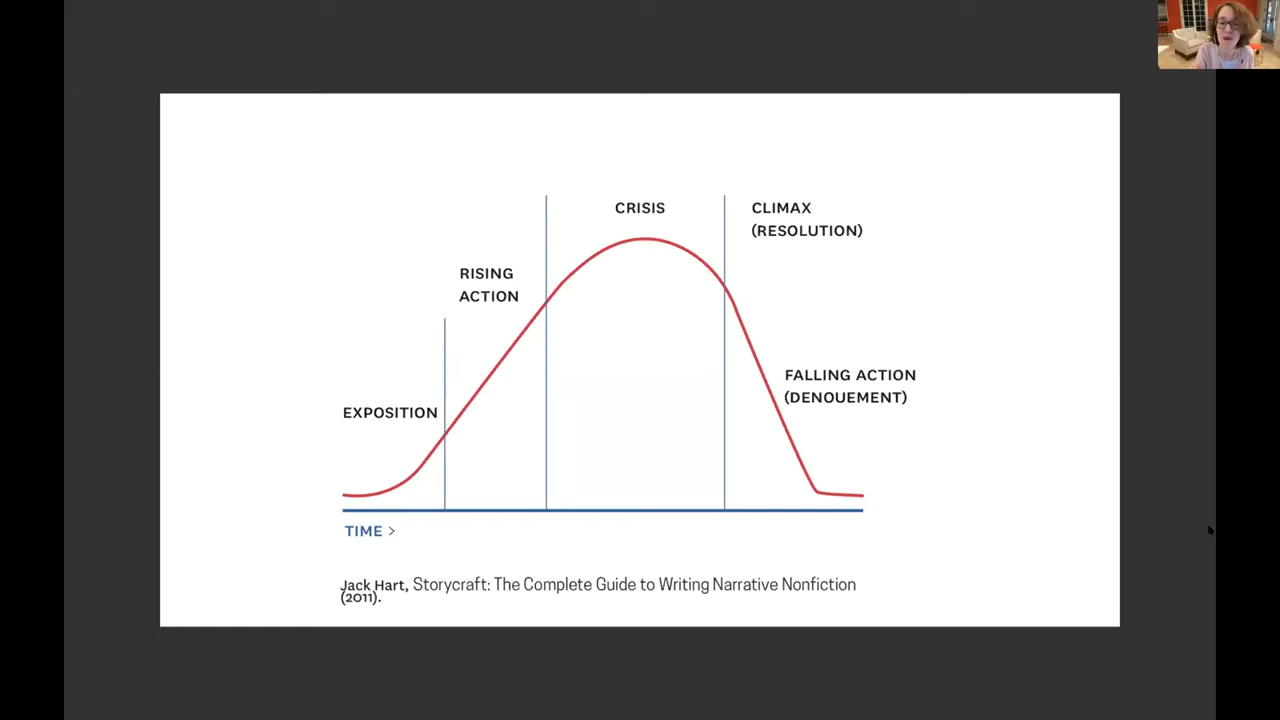 CRISIS
CLIMAX
(RESOLUTION)
RISING
ACTION
FALLING ACTION
(DENOUEMENT)
EXPOSITION
TIME >
Jack Hart, Storycraft: The Complete Guide to Writing Narrative Nonfiction
(2011).